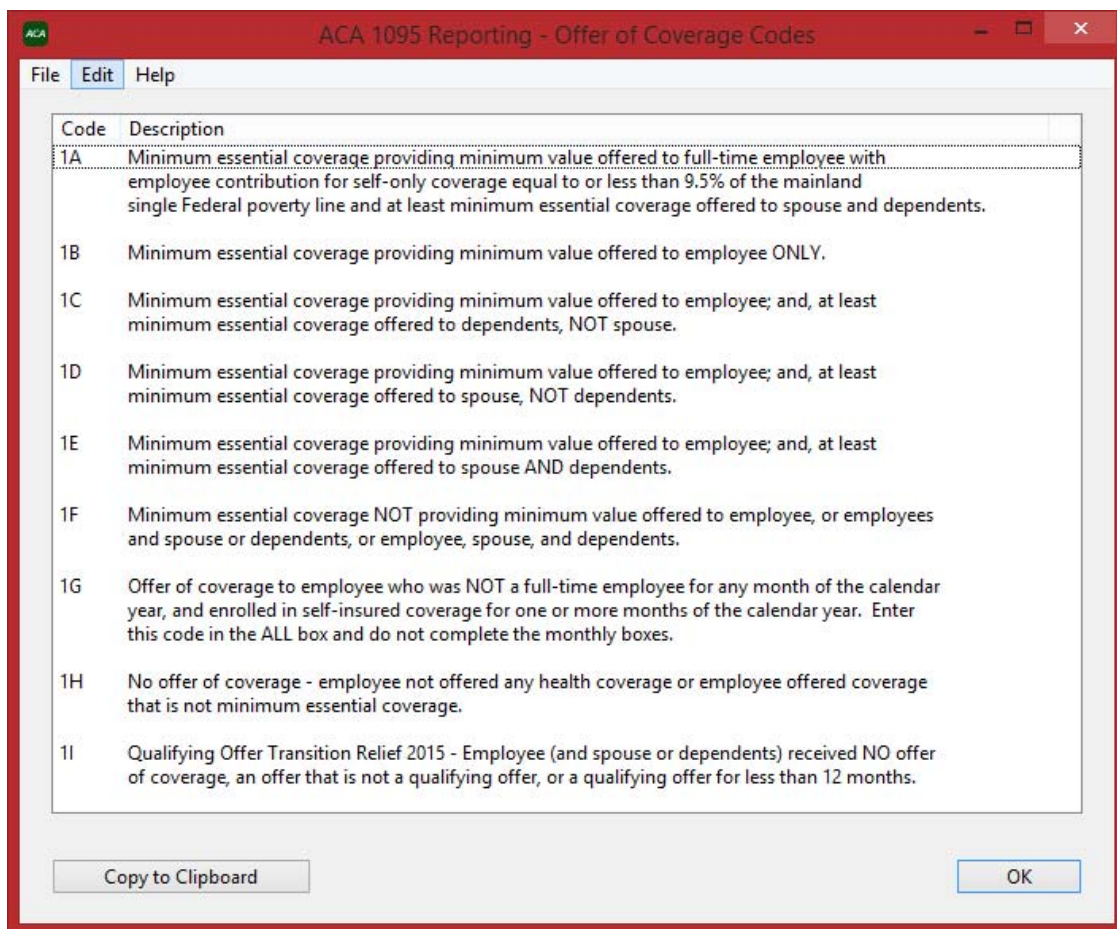 ACA
ACA 1095 Reporting - Offer of Coverage Codes
File Edit Help
Code Description
1A Minimum essential coverage providing minimum value offered to full-time employee with
employee contribution for self-only coverage equal to or less than 9.5% of the mainland
single Federal poverty line and at least minimum essential coverage offered to spouse and dependents.
1B Minimum essential coverage providing minimum value offered to employee ONLY.
1C Minimum essential coverage providing minimum value offered to employee; and, at least
minimum essential coverage offered to dependents, NOT spouse.
1D Minimum essential coverage providing minimum value offered to employee; and, at least
minimum essential coverage offered to spouse, NOT dependents.
1E Minimum essential coverage providing minimum value offered to employee; and, at least
minimum essential coverage offered to spouse AND dependents.
1F Minimum essential coverage NOT providing minimum value offered to employee, or employees
and spouse or dependents, or employee, spouse, and dependents.
1G Offer of coverage to employee who was NOT a full-time employee for any month of the calendar
year, and enrolled in self-insured coverage for one or more months of the calendar year. Enter
this code in the ALL box and do not complete the monthly boxes.
1H No offer of coverage - employee not offered any health coverage or employee offered coverage
that is not minimum essential coverage.
1I Qualifying Offer Transition Relief 2015 - Employee (and spouse or dependents) received NO offer
of coverage, an offer that is not a qualifying offer, or a qualifying offer for less than 12 months.
Copy to Clipboard OK